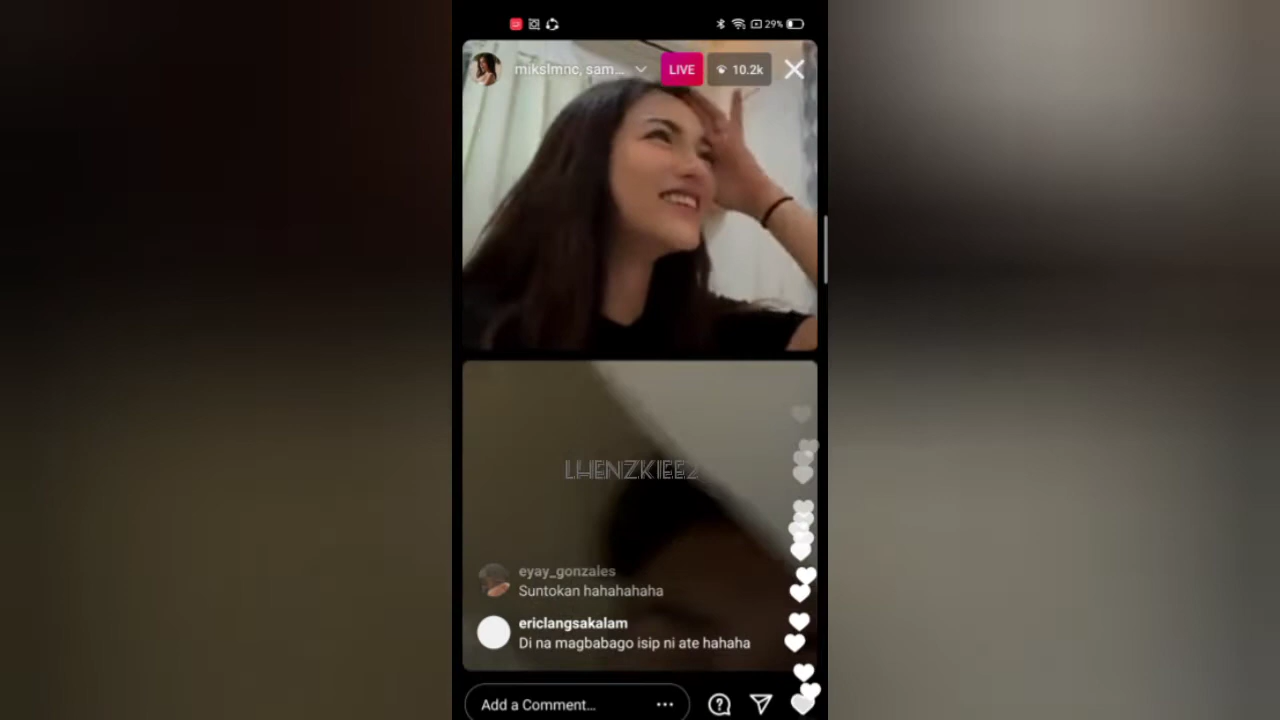 29%
mikslmnc, sam...
LIVE
10.2k
LHENZKIEE2
eyay_gonzales
Suntokan hahahahaha
ericlangsakalam
Di na magbabago isip ni ate hahaha
Add a Comment...